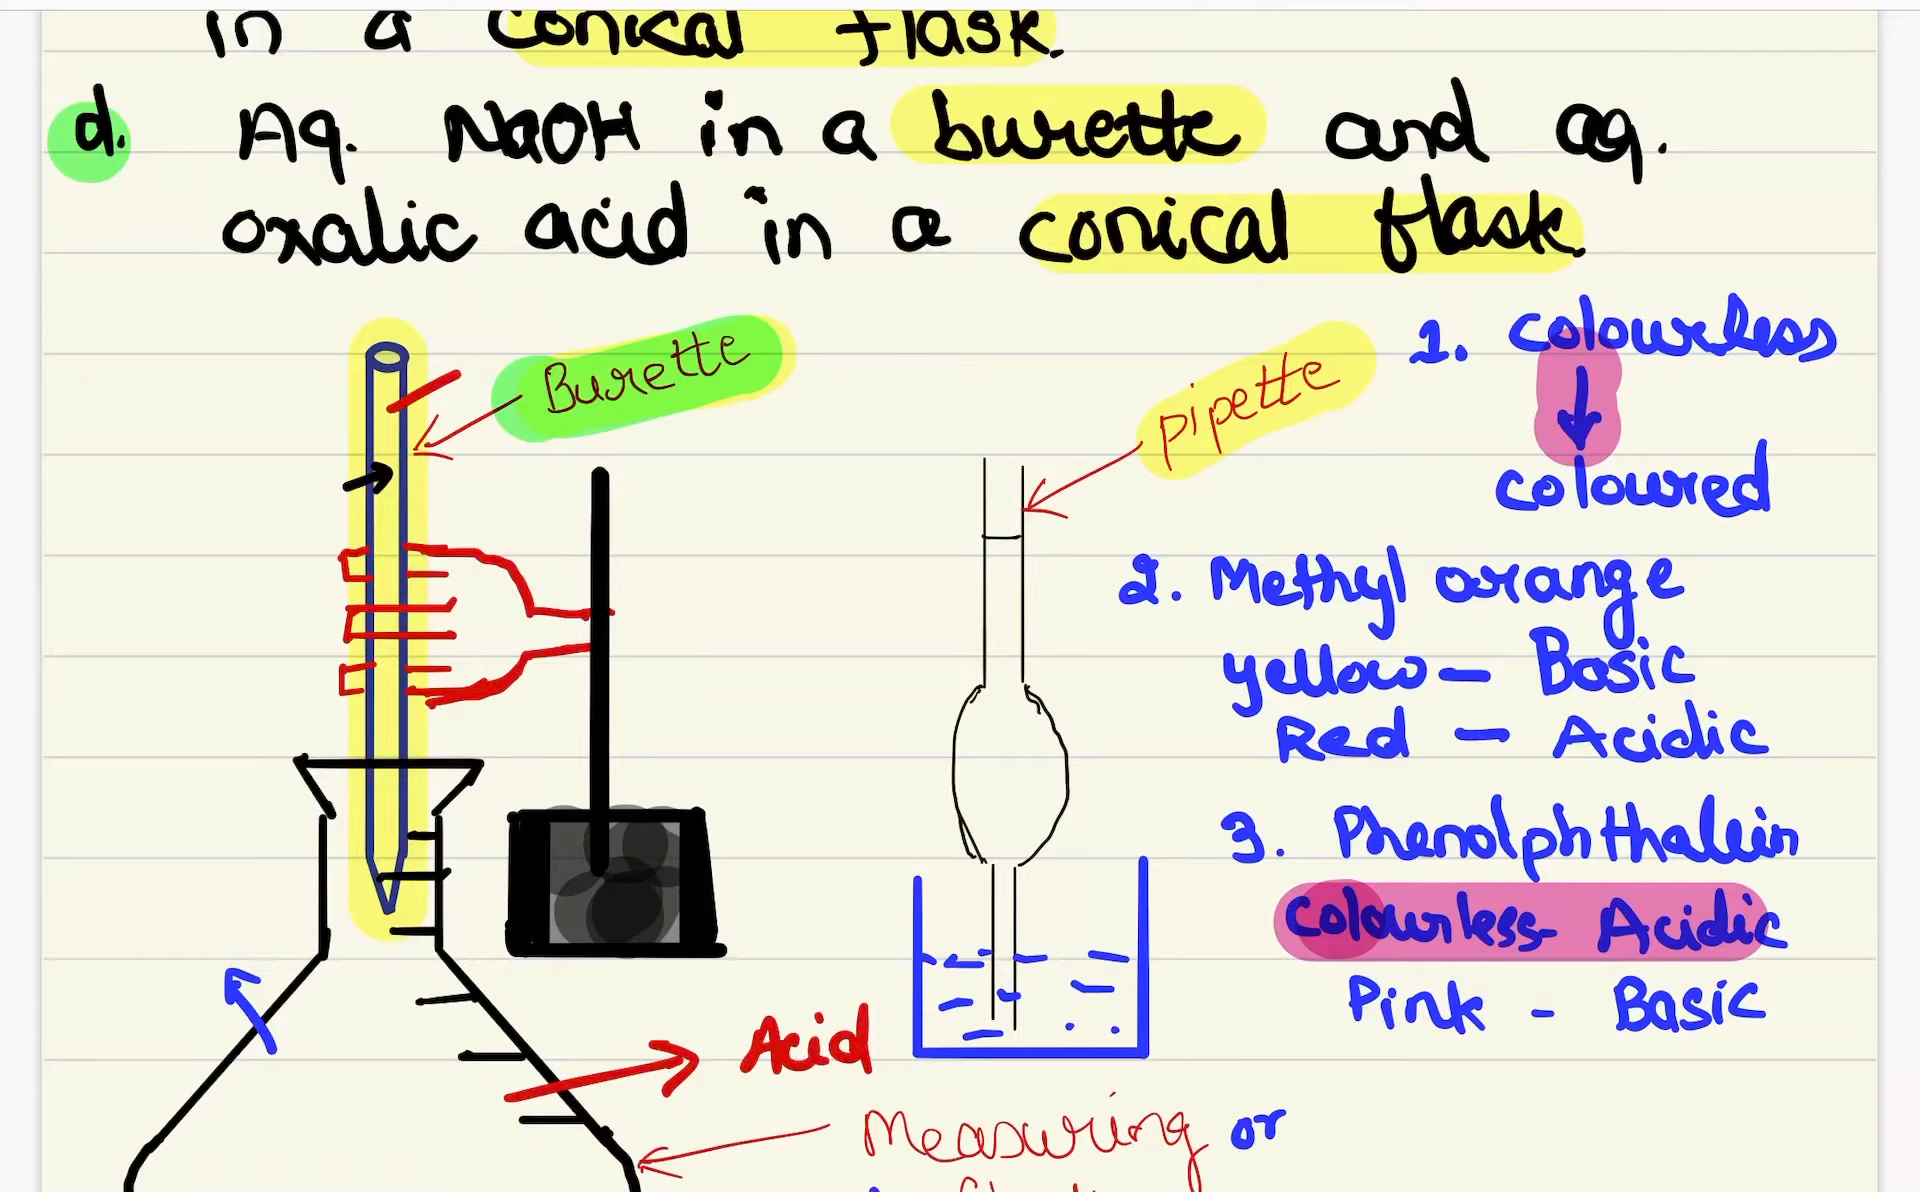 in a conical flask.
d. Aq. NaOH in a burette and aq.
oxalic acid in a conical flask.
Burette
pipette
1. colourless
coloured
2. Methyl orange
yellow — Basic
Red — Acidic
3. Phenolphthalein
colourless - Acidic
Pink - Basic
Acid
Measuring or